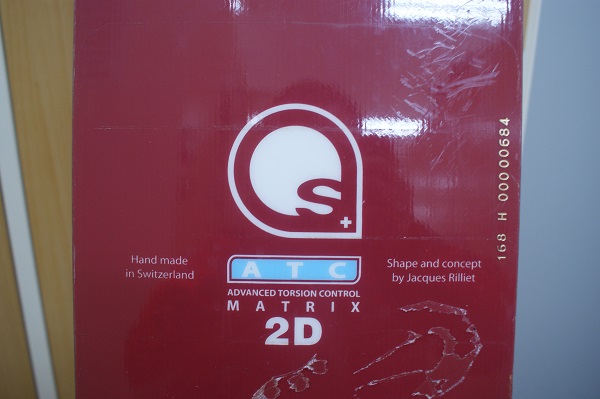 S+
Hand made
in Switzerland
ATC
ADVANCED TORSION CONTROL
MATRIX
2D
Shape and concept
by Jacques Rilliet
168 H 00000684